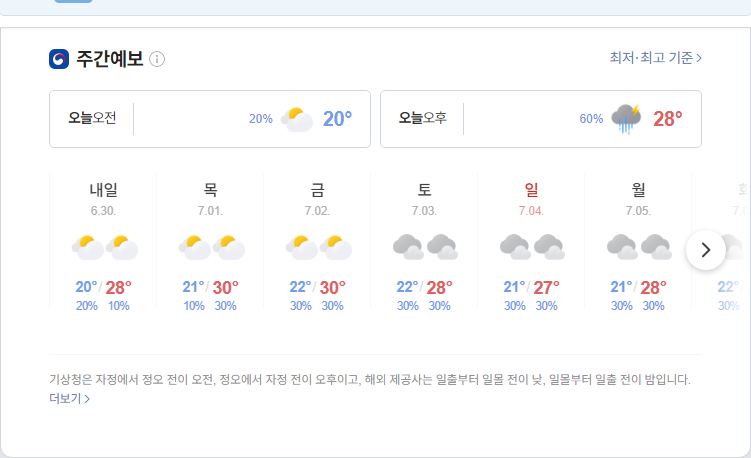 주간예보
최저·최고 기준
오늘오전 20% 20°
오늘오후 60% 28°
내일 목 금 토 일 월
6.30. 7.01. 7.02. 7.03. 7.04. 7.05.
20°/28° 21°/30° 22°/30° 22°/28° 21°/27° 21°/28° 22°
20% 10% 10% 30% 30% 30% 30% 30% 30% 30% 30% 30% 30%
기상청은 자정에서 정오 전이 오전, 정오에서 자정 전이 오후이고, 해외 제공사는 일출부터 일몰 전이 낮, 일몰부터 일출 전이 밤입니다.
더보기